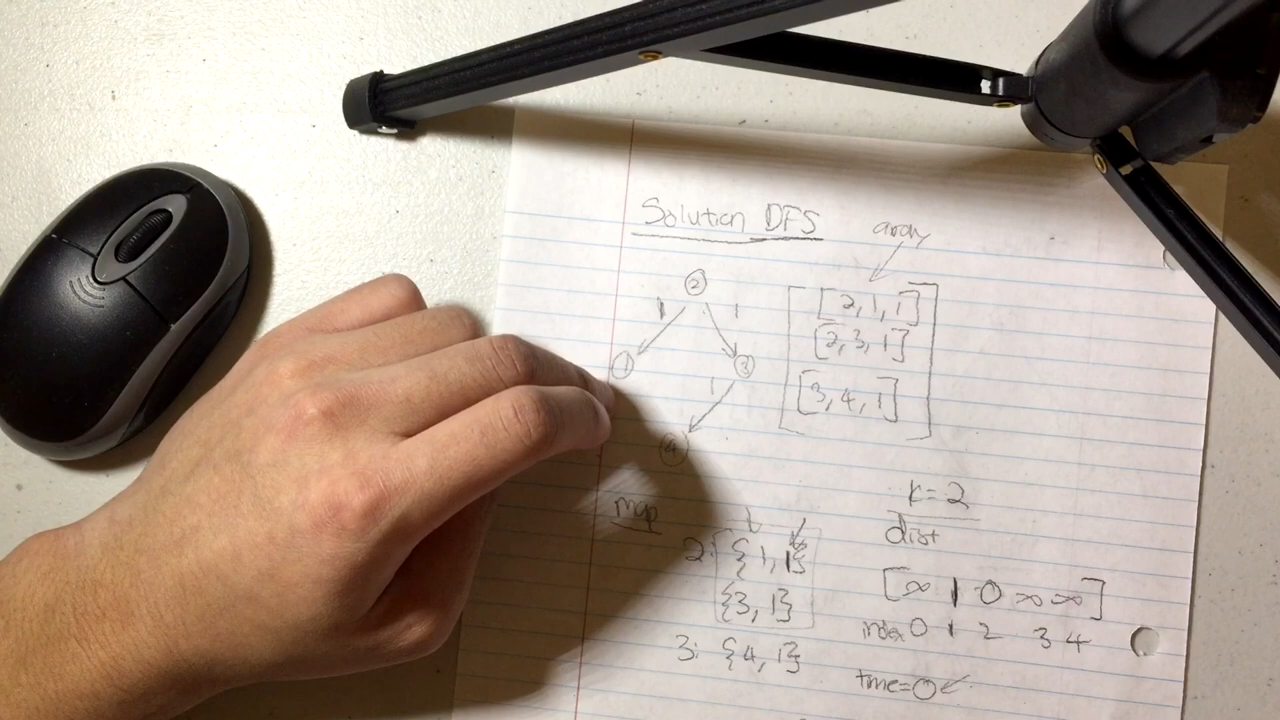 Solution DFS
array
2
1 1
1 3
1
4
[[2,1,1]
[2,3,1]
[3,4,1]]
map
2: {1,1}
{3,1}
3: {4,1}
K=2
dist
[∞ 1 0 ∞ ∞]
index 0 1 2 3 4
time=0